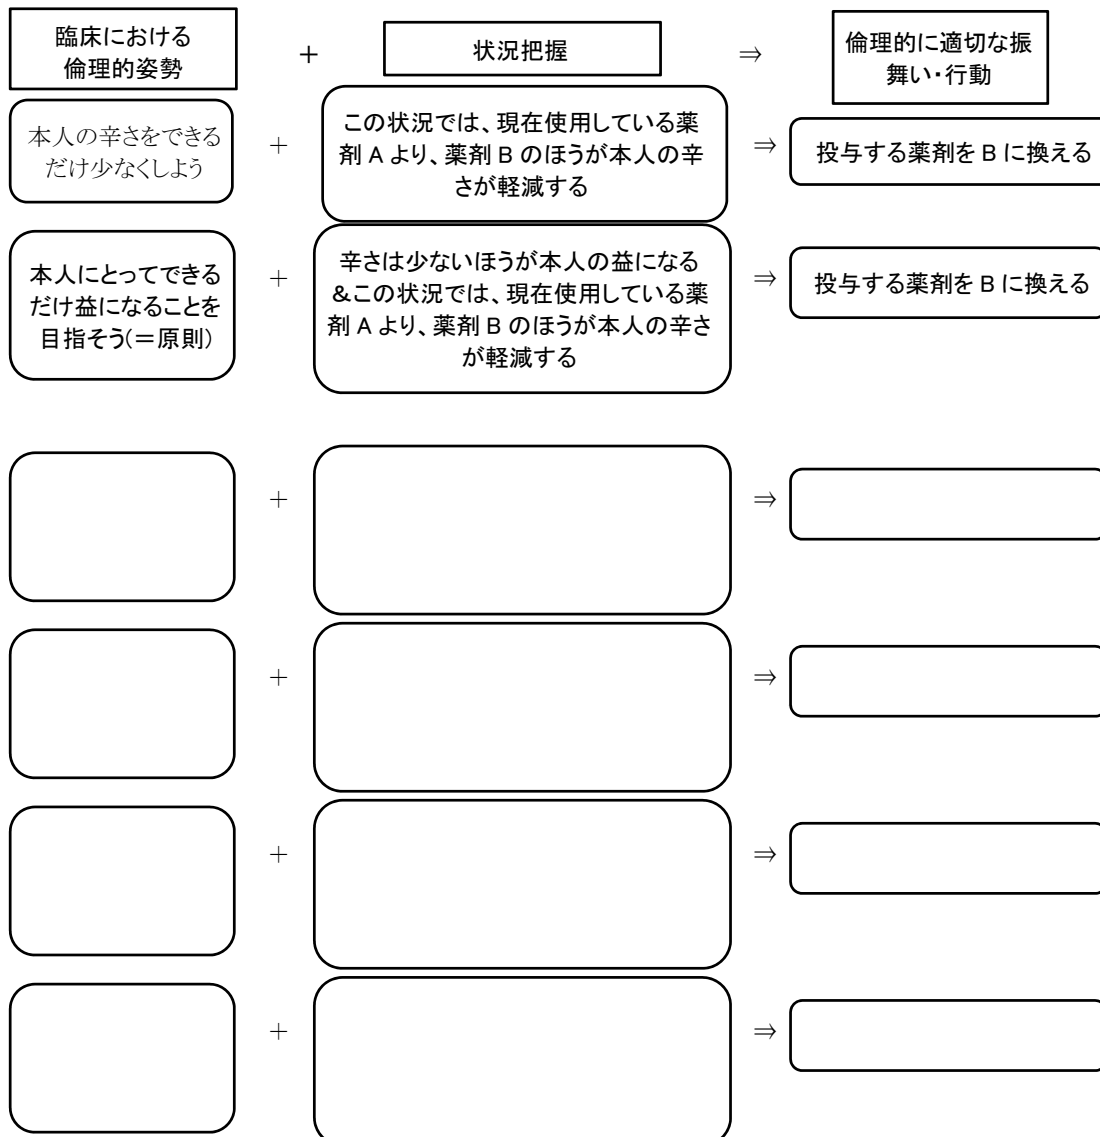 臨床における
倫理的姿勢
+
状況把握
⇒
倫理的に適切な振
舞い・行動
本人の辛さをできる
だけ少なくしよう
+
この状況では、現在使用している薬
剤 A より、薬剤 B のほうが本人の辛
さが軽減する
⇒
投与する薬剤を B に換える
本人にとってできる
だけ益になることを
目指そう(＝原則)
+
辛さは少ないほうが本人の益になる
&この状況では、現在使用している薬
剤 A より、薬剤 B のほうが本人の辛さ
が軽減する
⇒
投与する薬剤を B に換える
+
⇒
+
⇒
+
⇒
+
⇒